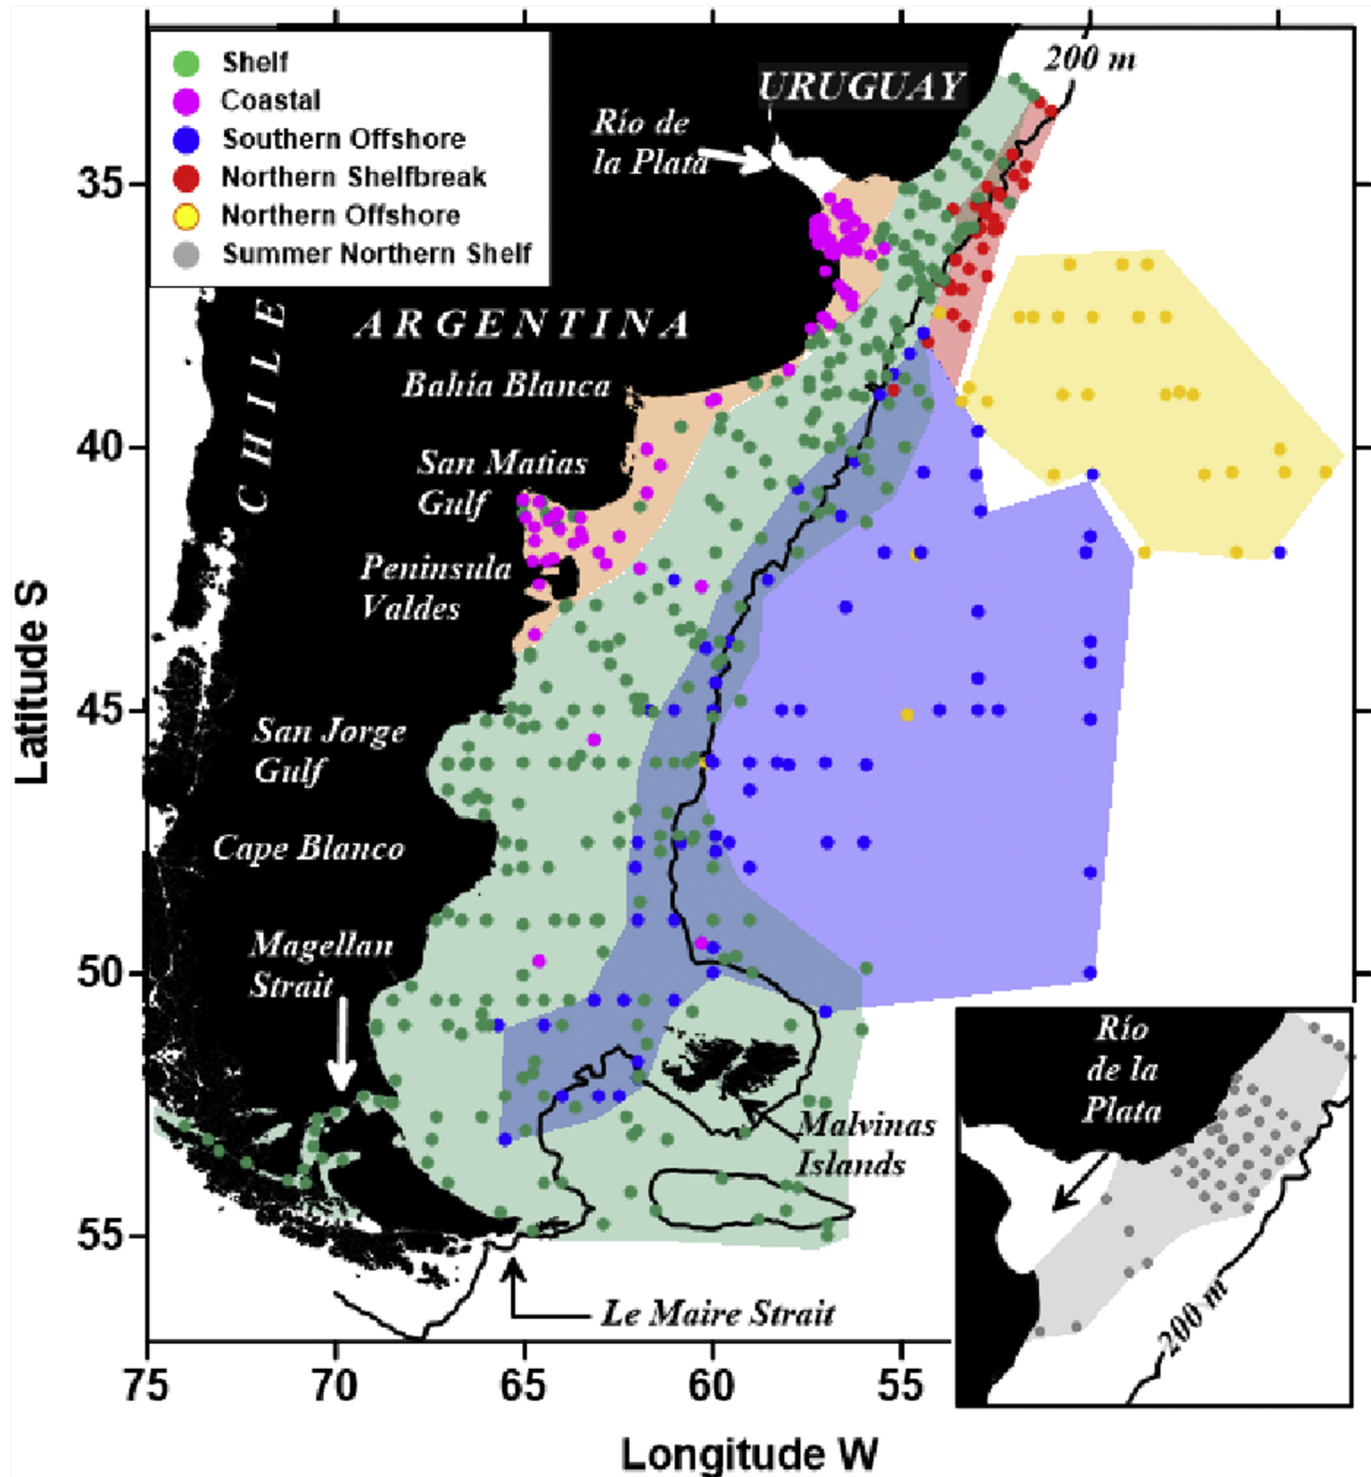 Shelf
Coastal
Southern Offshore
Northern Shelfbreak
Northern Offshore
Summer Northern Shelf
200 m
URUGUAY
Río de
la Plata
35
CHILE
ARGENTINA
Bahía Blanca
40
San Matias
Gulf
Peninsula
Valdes
Latitude S
45
San Jorge
Gulf
Cape Blanco
Magellan
Strait
50
Río
de la
Plata
Malvinas
Islands
55
200 m
Le Maire Strait
75
70
65
60
55
Longitude W